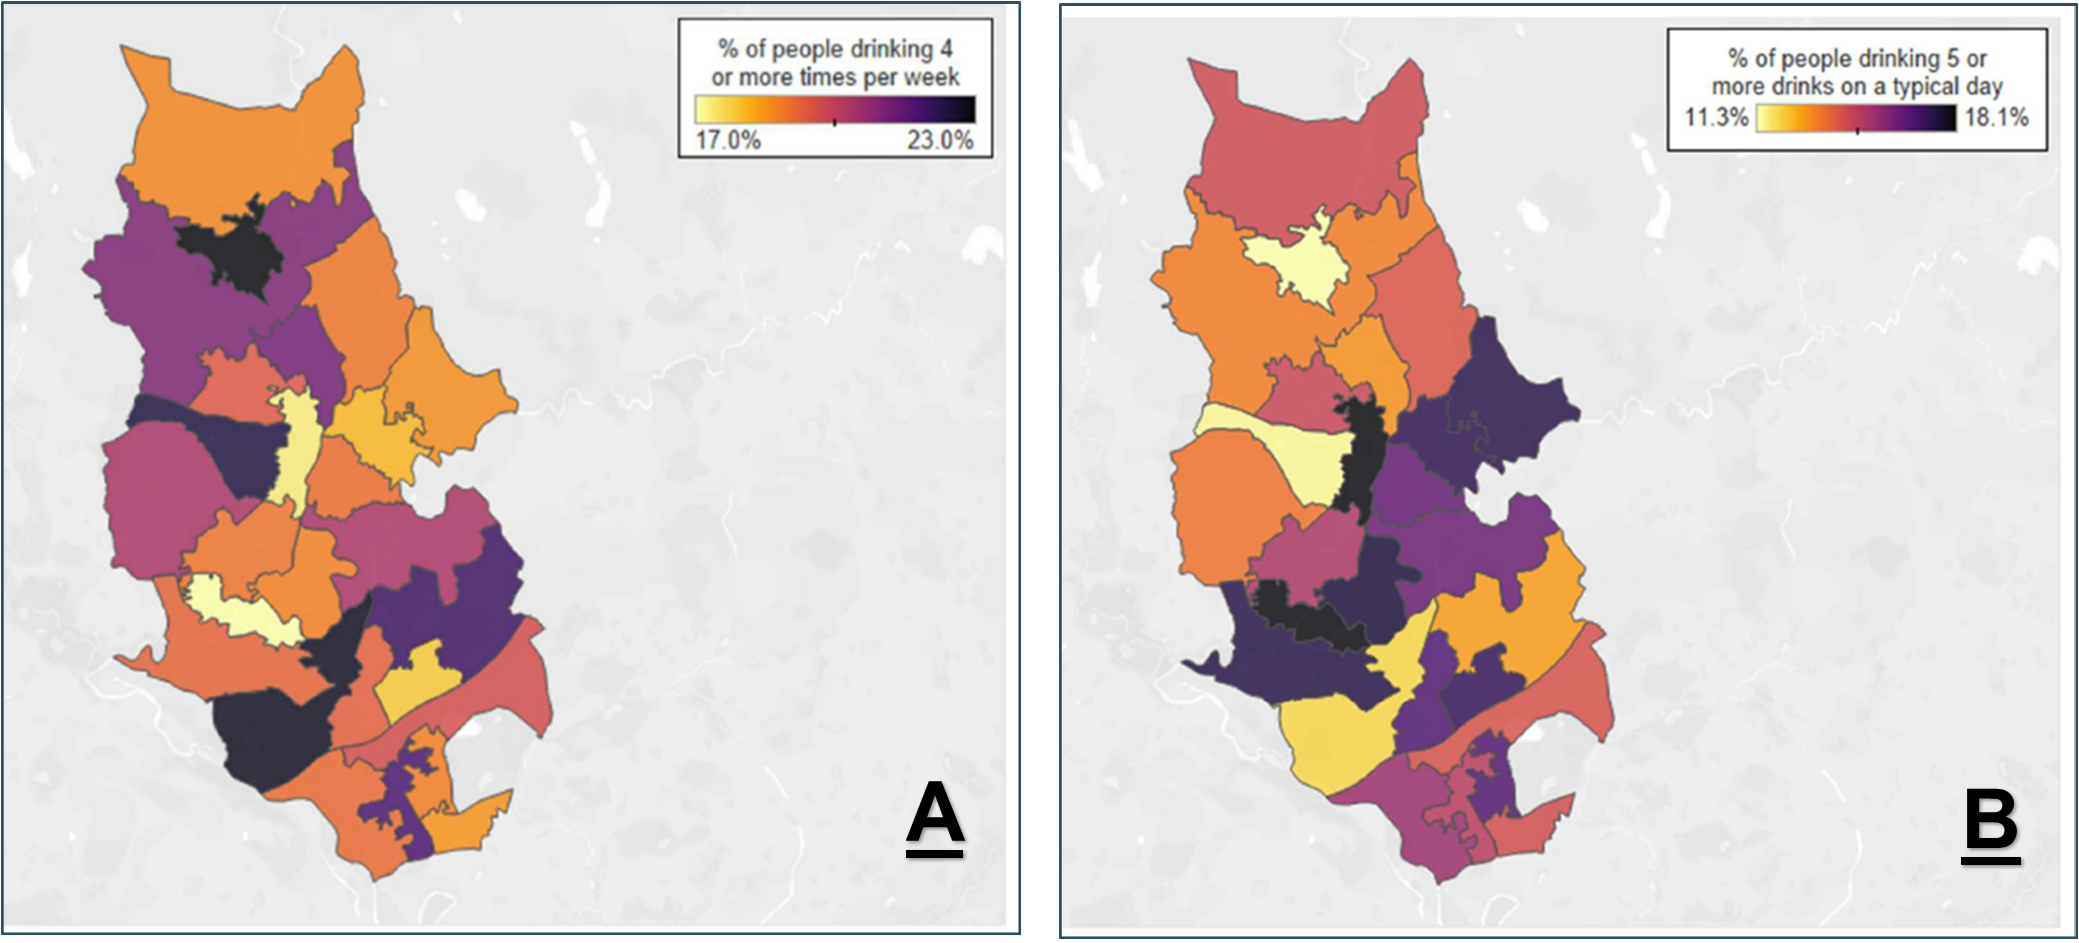 % of people drinking 4
or more times per week
17.0% 23.0%
A
% of people drinking 5 or
more drinks on a typical day
11.3% 18.1%
B